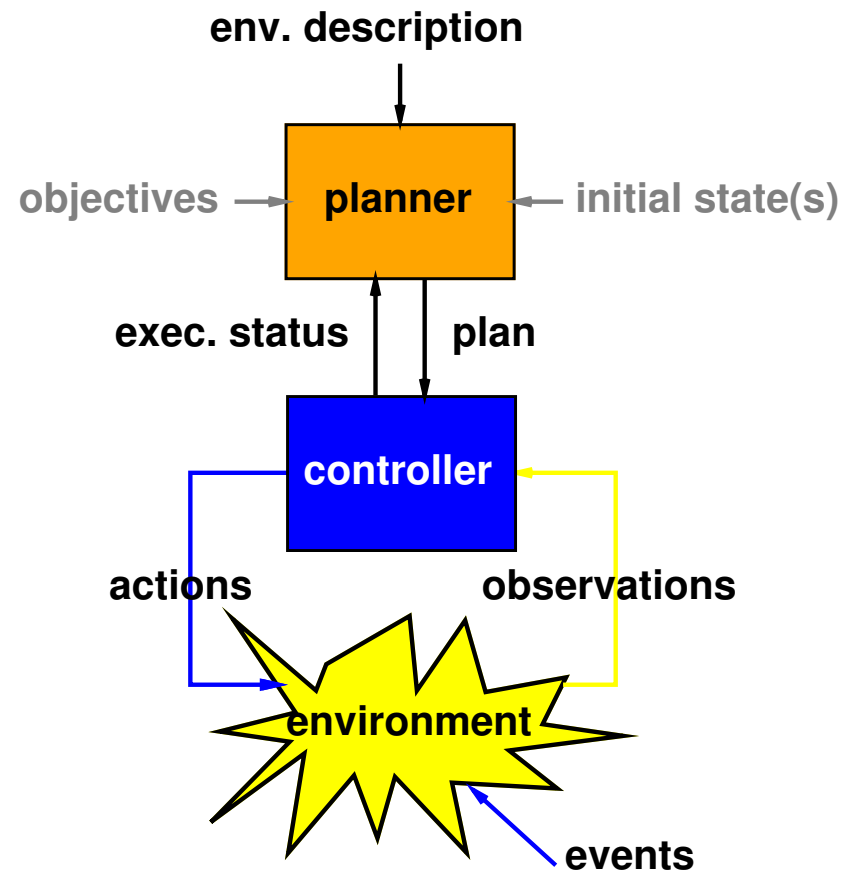 env. description
objectives
planner
initial state(s)
exec. status
plan
controller
actions
observations
environment
events